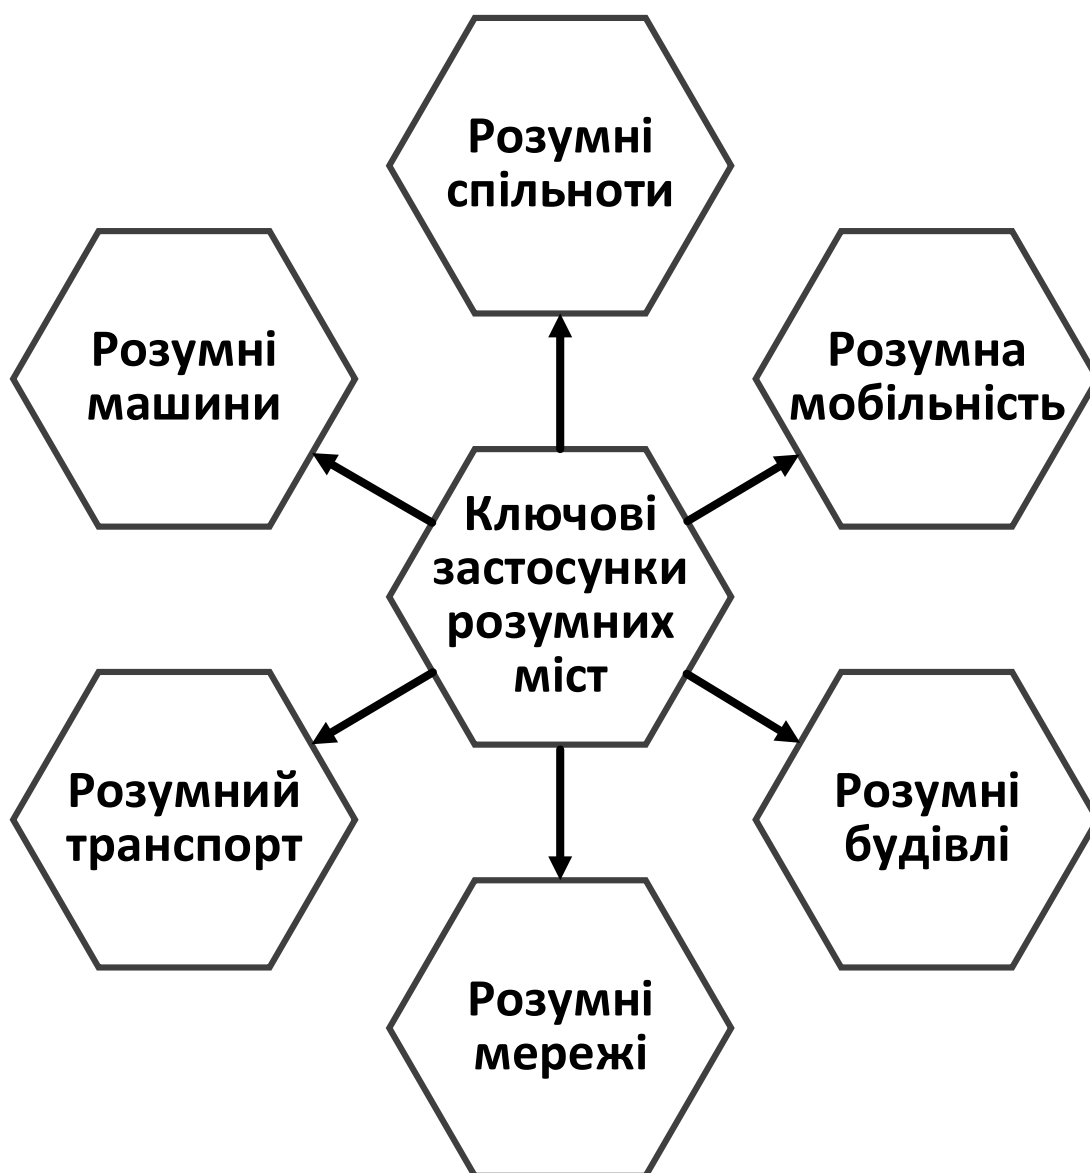 Розумні
спільноти
Розумні
машини
Розумна
мобільність
Ключові
застосунки
розумних
міст
Розумний
транспорт
Розумні
будівлі
Розумні
мережі